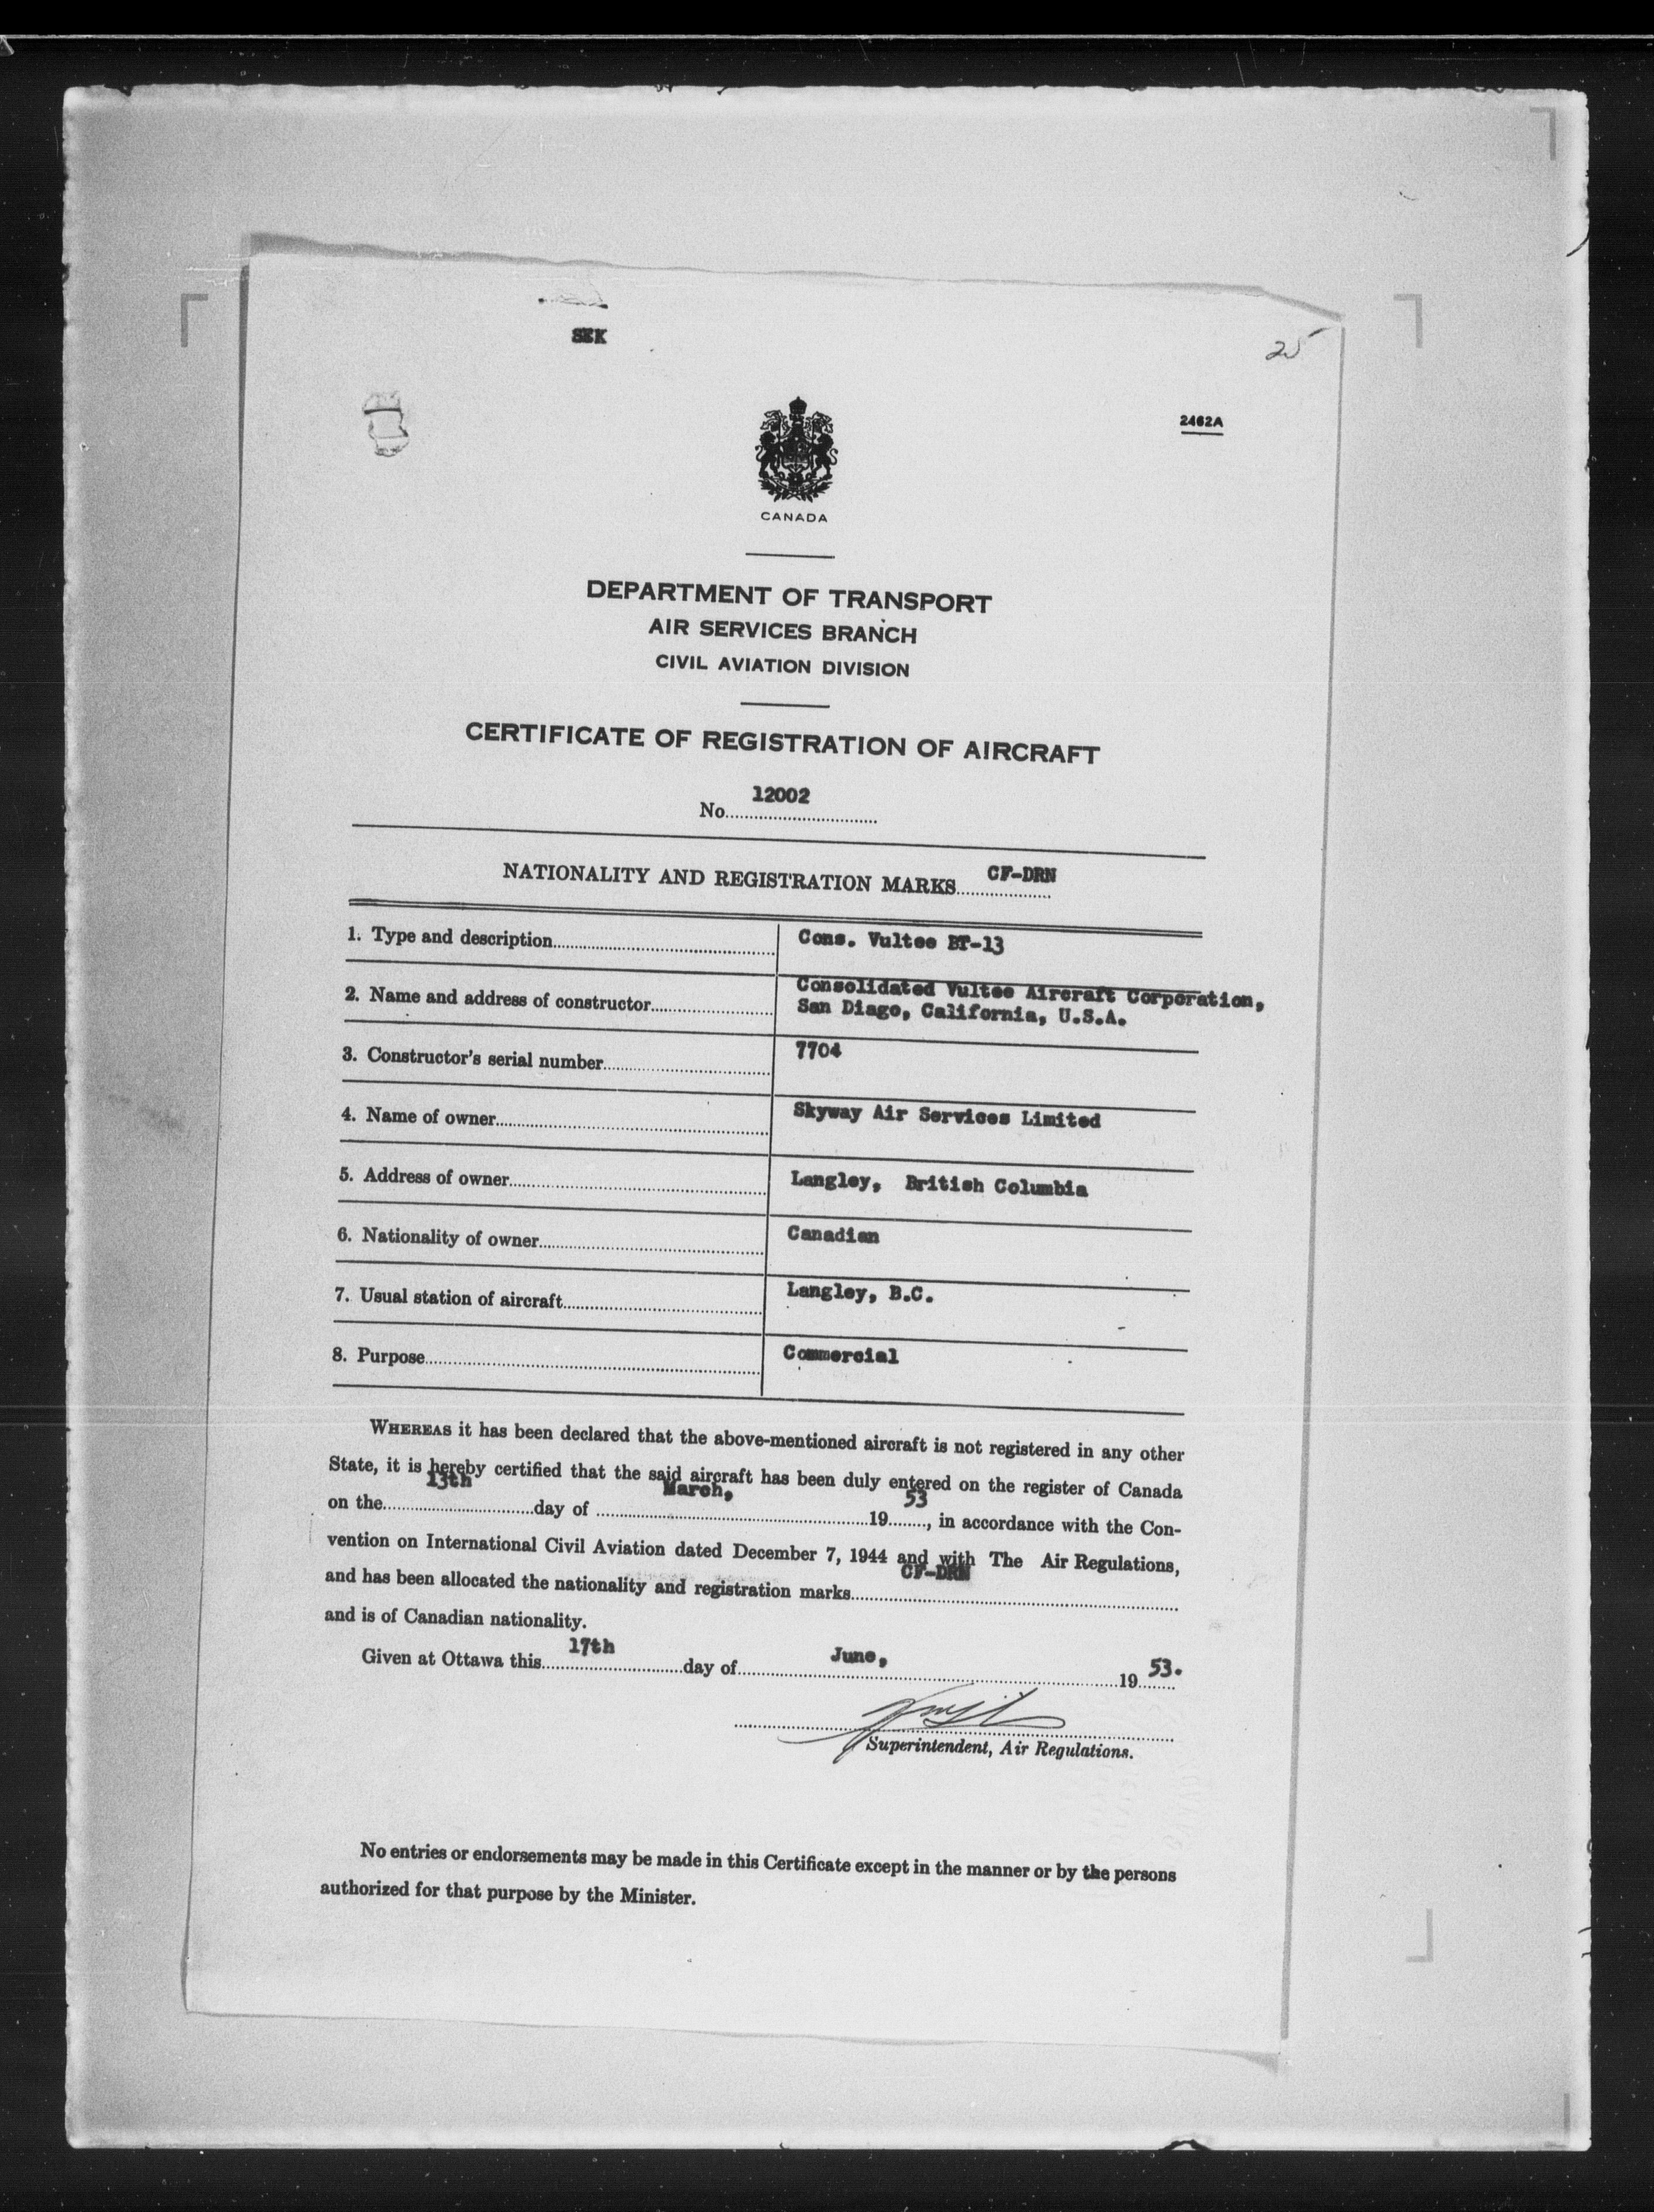 SEK
25
2462A
CANADA
DEPARTMENT OF TRANSPORT
AIR SERVICES BRANCH
CIVIL AVIATION DIVISION
CERTIFICATE OF REGISTRATION OF AIRCRAFT
No. 12002
NATIONALITY AND REGISTRATION MARKS CF-DRN
1. Type and description Cons. Vultee BT-13
2. Name and address of constructor Consolidated Vultee Aircraft Corporation,
San Diago, California, U.S.A.
3. Constructor's serial number 7704
4. Name of owner Skyway Air Services Limited
5. Address of owner Langley, British Columbia
6. Nationality of owner Canadian
7. Usual station of aircraft Langley, B.C.
8. Purpose Commercial
WHEREAS it has been declared that the above-mentioned aircraft is not registered in any other
State, it is hereby certified that the said aircraft has been duly entered on the register of Canada
on the 13th day of March, 19 53, in accordance with the Con-
vention on International Civil Aviation dated December 7, 1944 and with The Air Regulations,
and has been allocated the nationality and registration marks CF-DRN
and is of Canadian nationality.
Given at Ottawa this 17th day of June, 19 53.
Superintendent, Air Regulations.
No entries or endorsements may be made in this Certificate except in the manner or by the persons
authorized for that purpose by the Minister.